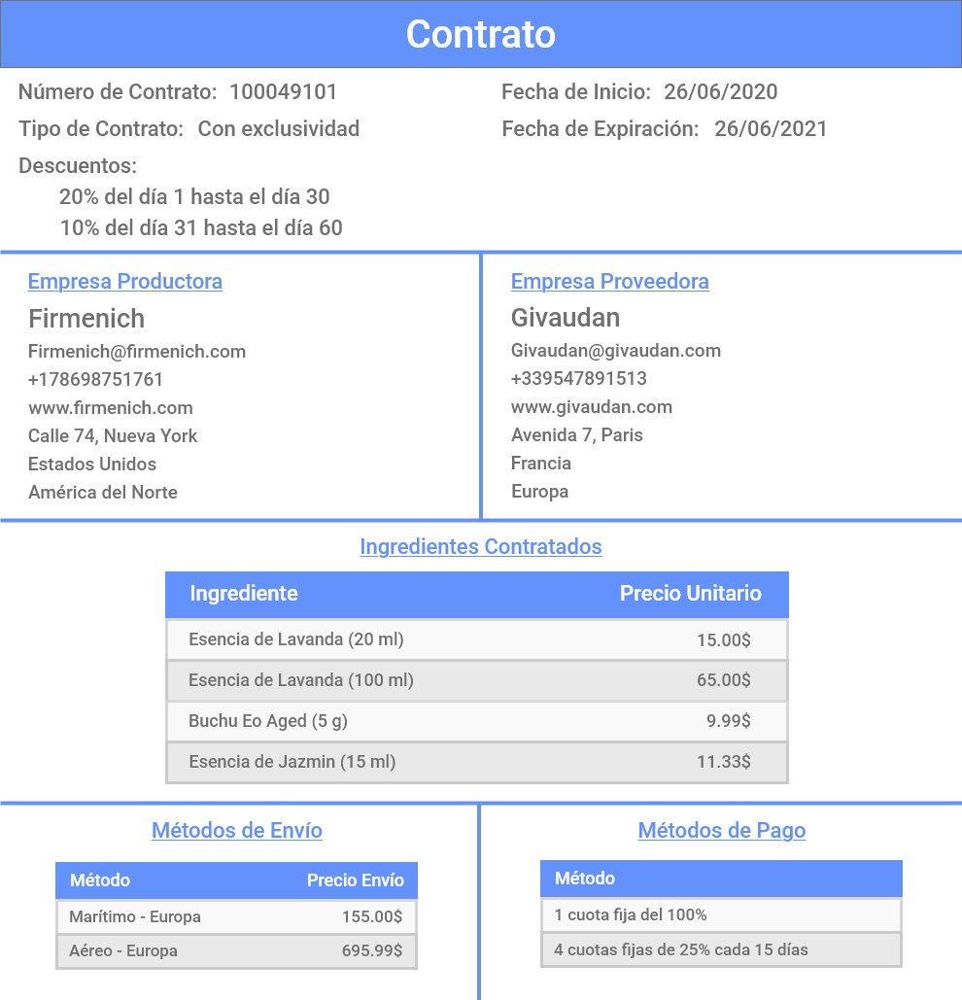 Contrato
Número de Contrato: 100049101
Fecha de Inicio: 26/06/2020
Tipo de Contrato: Con exclusividad
Fecha de Expiración: 26/06/2021
Descuentos:
20% del día 1 hasta el día 30
10% del día 31 hasta el día 60
Empresa Productora
Firmenich
Firmenich@firmenich.com
+178698751761
www.firmenich.com
Calle 74, Nueva York
Estados Unidos
América del Norte
Empresa Proveedora
Givaudan
Givaudan@givaudan.com
+339547891513
www.givaudan.com
Avenida 7, Paris
Francia
Europa
Ingredientes Contratados
Ingrediente Precio Unitario
Esencia de Lavanda (20 ml) 15.00$
Esencia de Lavanda (100 ml) 65.00$
Buchu Eo Aged (5 g) 9.99$
Esencia de Jazmin (15 ml) 11.33$
Métodos de Envío
Método Precio Envío
Marítimo - Europa 155.00$
Aéreo - Europa 695.99$
Métodos de Pago
Método
1 cuota fija del 100%
4 cuotas fijas de 25% cada 15 días